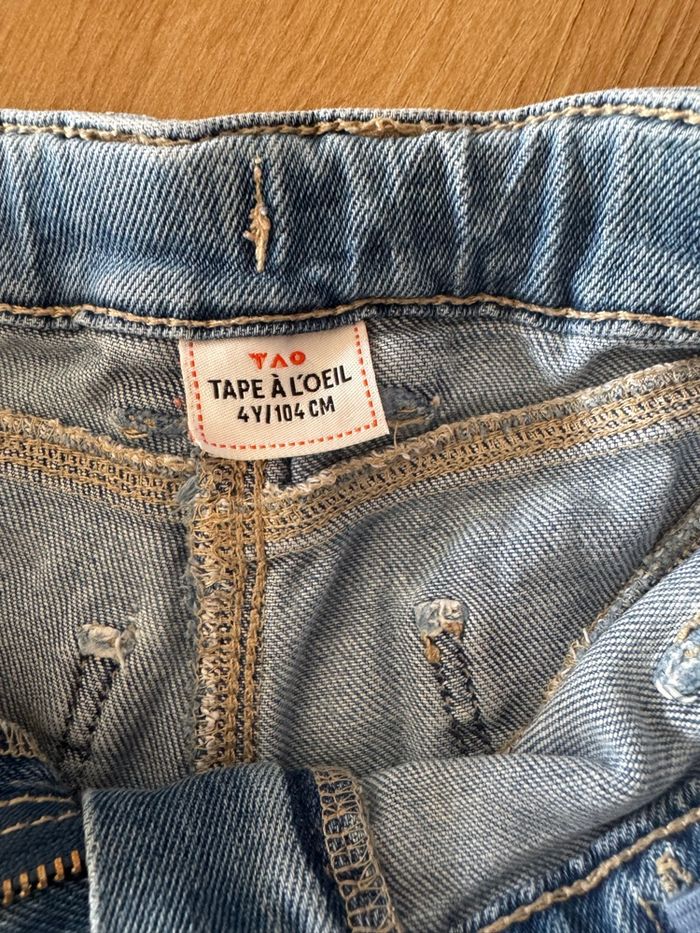 TAO
TAPE À L'OEIL
4Y/104 CM